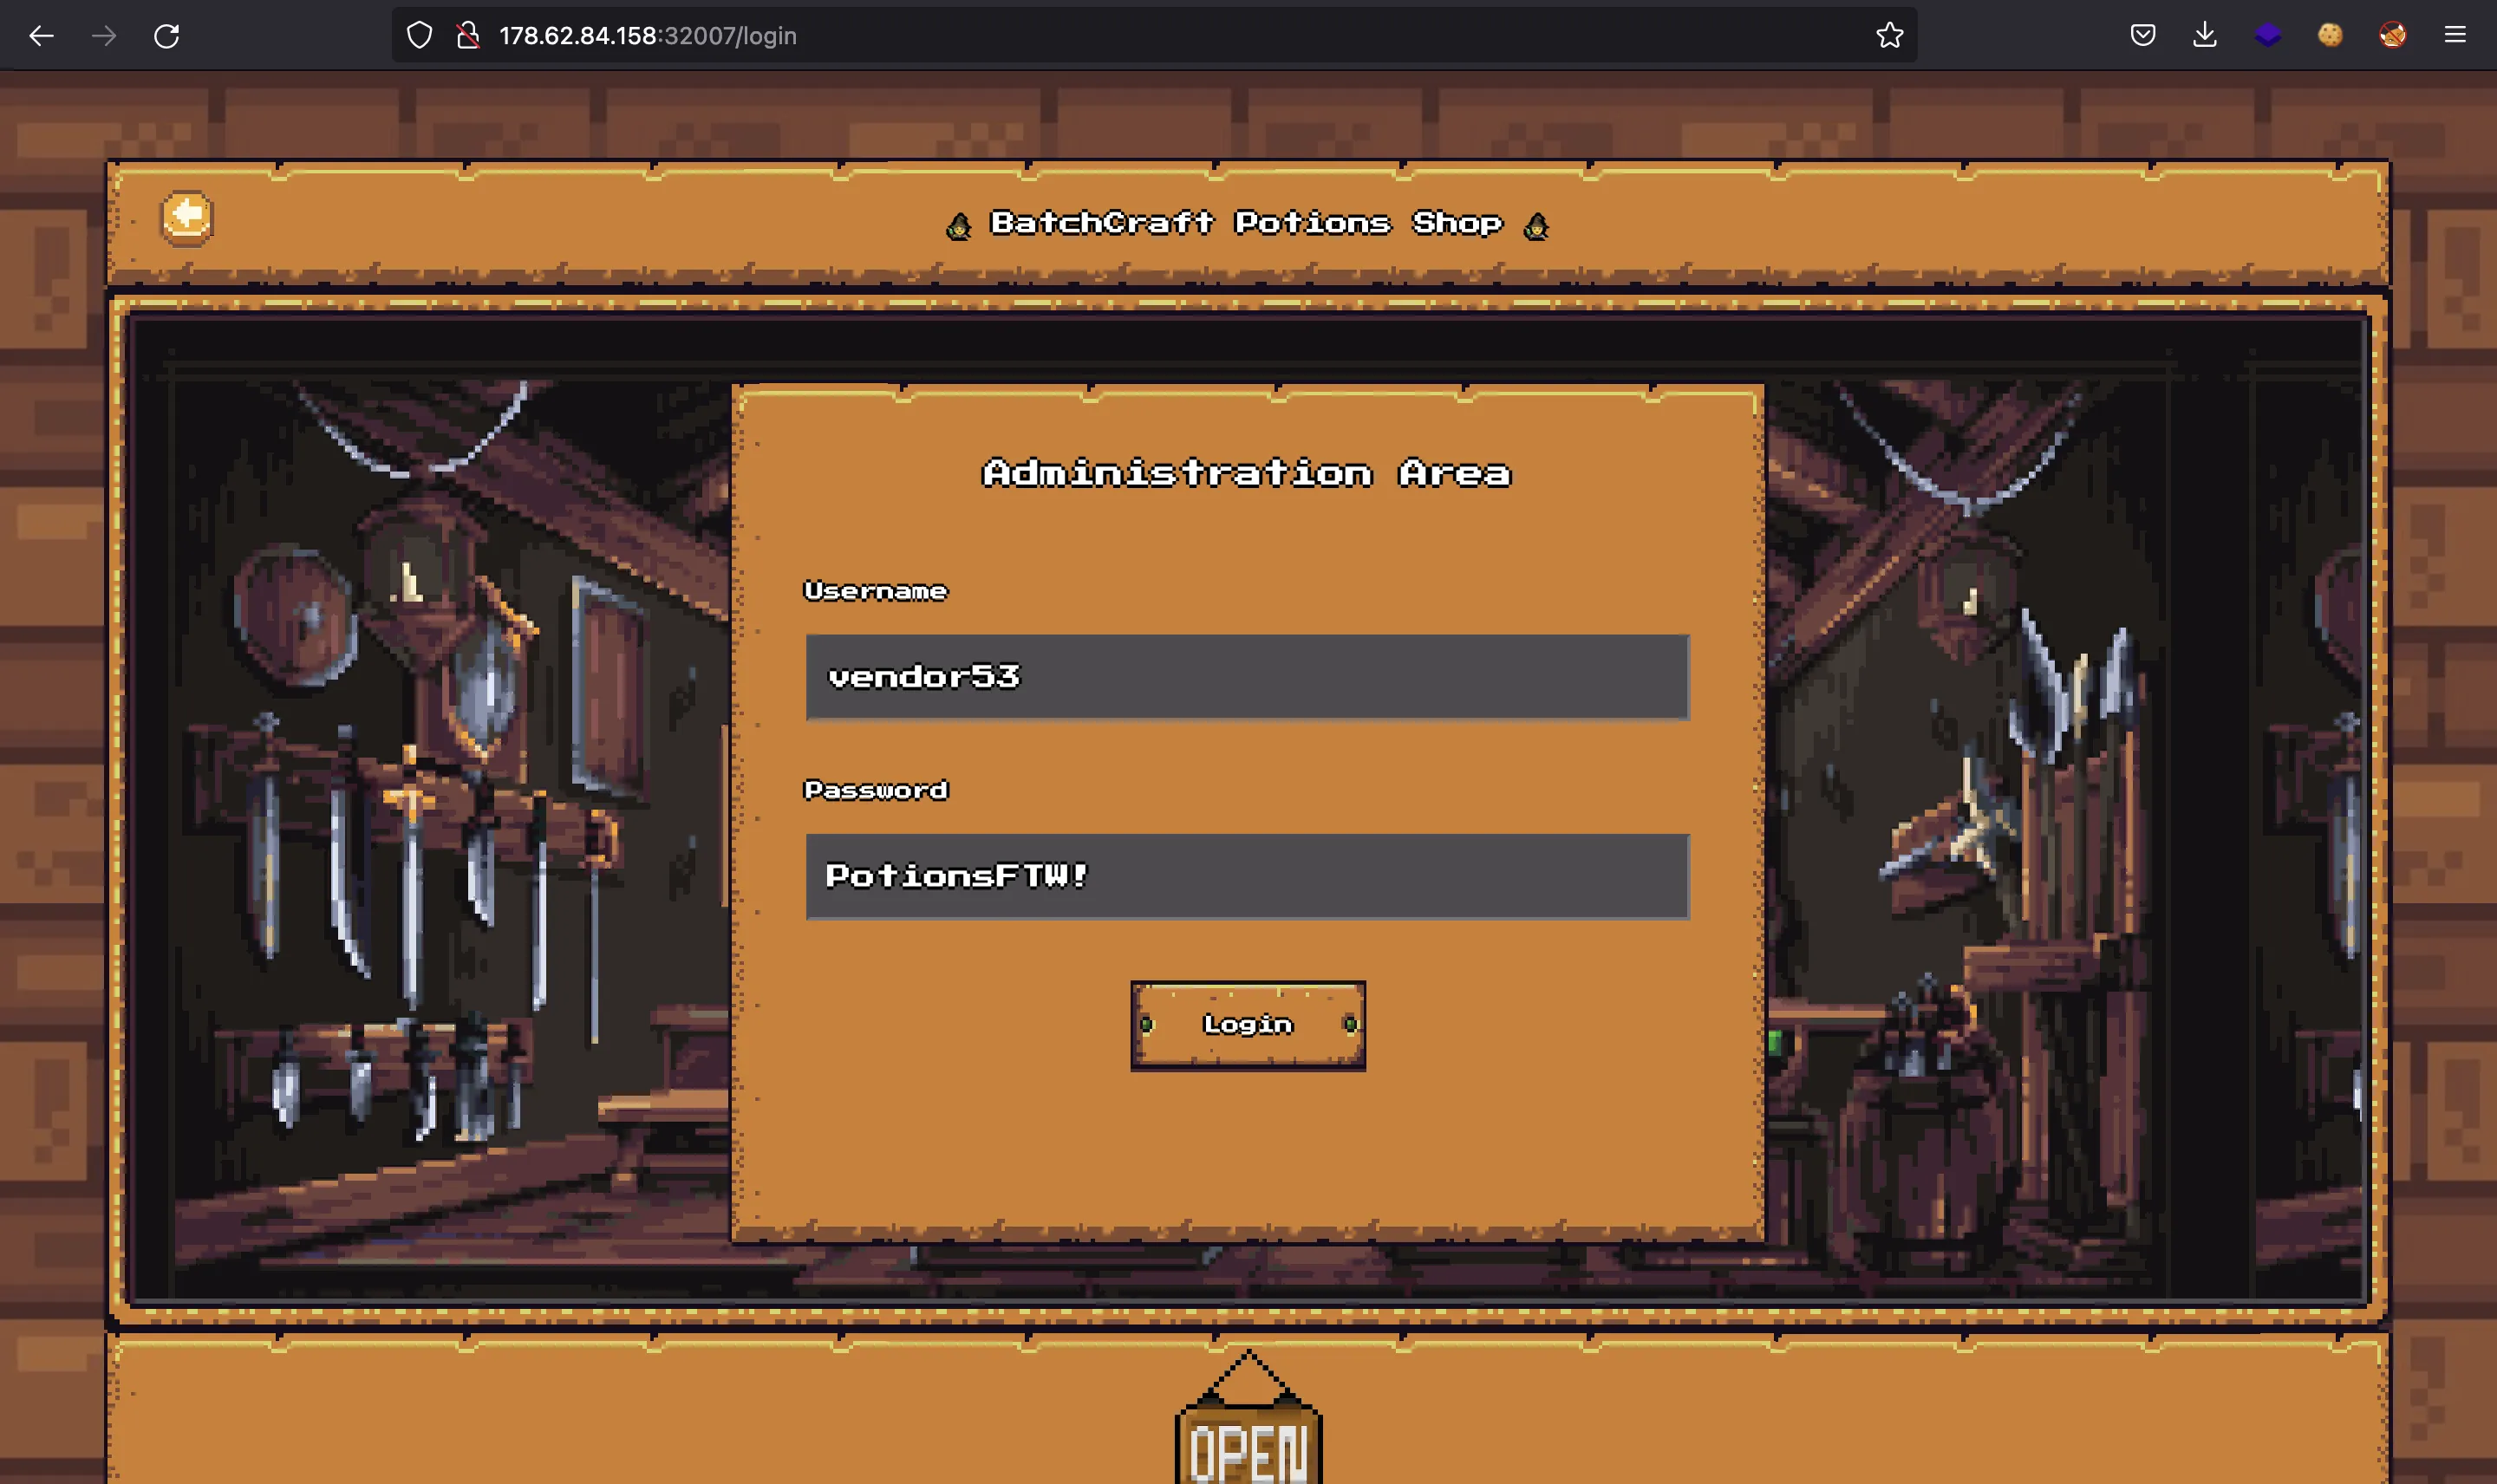 178.62.84.158:32007/login
BatchCraft Potions Shop
Administration Area
Username
vendor53
Password
PotionsFTW!
Login
OPEN